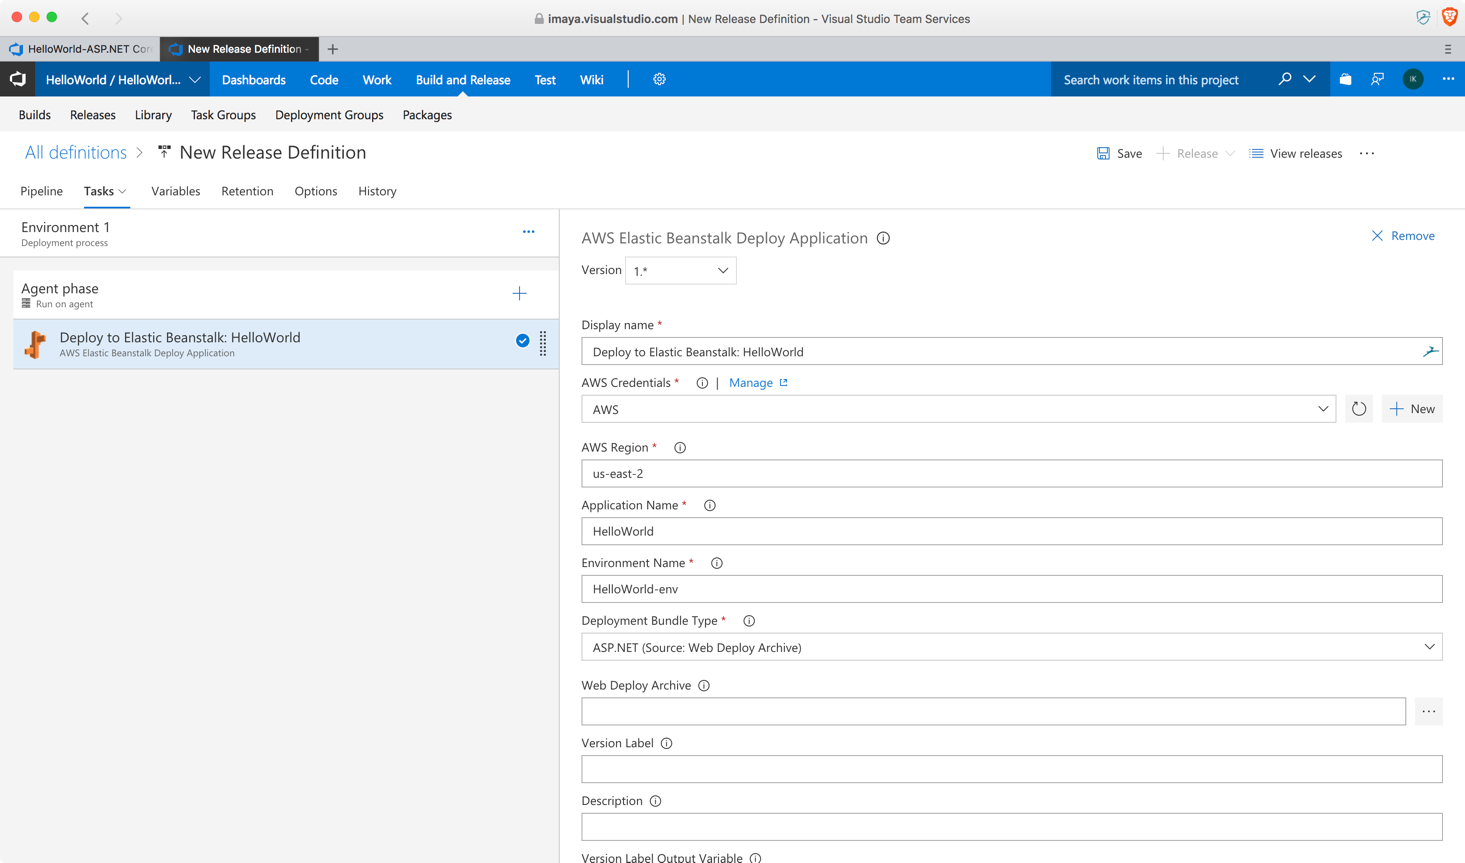 imaya.visualstudio.com | New Release Definition - Visual Studio Team Services
HelloWorld-ASP.NET Cor
New Release Definition -
HelloWorld / HelloWorl...
Dashboards
Code
Work
Build and Release
Test
Wiki
Search work items in this project
IK
Builds
Releases
Library
Task Groups
Deployment Groups
Packages
All definitions > New Release Definition
Save
Release
View releases
Pipeline
Tasks
Variables
Retention
Options
History
Environment 1
Deployment process
Agent phase
Run on agent
Deploy to Elastic Beanstalk: HelloWorld
AWS Elastic Beanstalk Deploy Application
AWS Elastic Beanstalk Deploy Application
Remove
Version 1.*
Display name *
Deploy to Elastic Beanstalk: HelloWorld
AWS Credentials * | Manage
AWS
New
AWS Region *
us-east-2
Application Name *
HelloWorld
Environment Name *
HelloWorld-env
Deployment Bundle Type *
ASP.NET (Source: Web Deploy Archive)
Web Deploy Archive
Version Label
Description
Version Label Output Variable